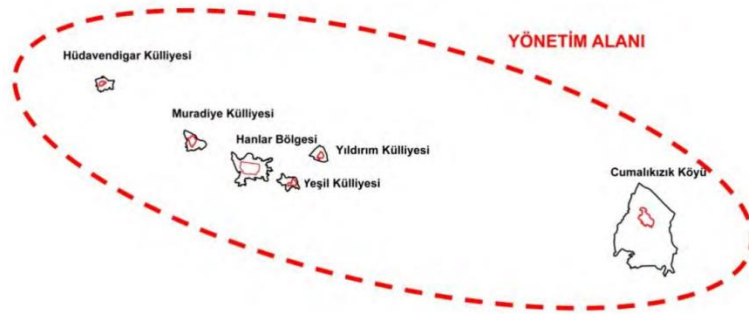 YÖNETİM ALANI
Hüdavendigar Külliyesi
Muradiye Külliyesi
Hanlar Bölgesi
Yıldırım Külliyesi
Yeşil Külliyesi
Cumalıkızık Köyü